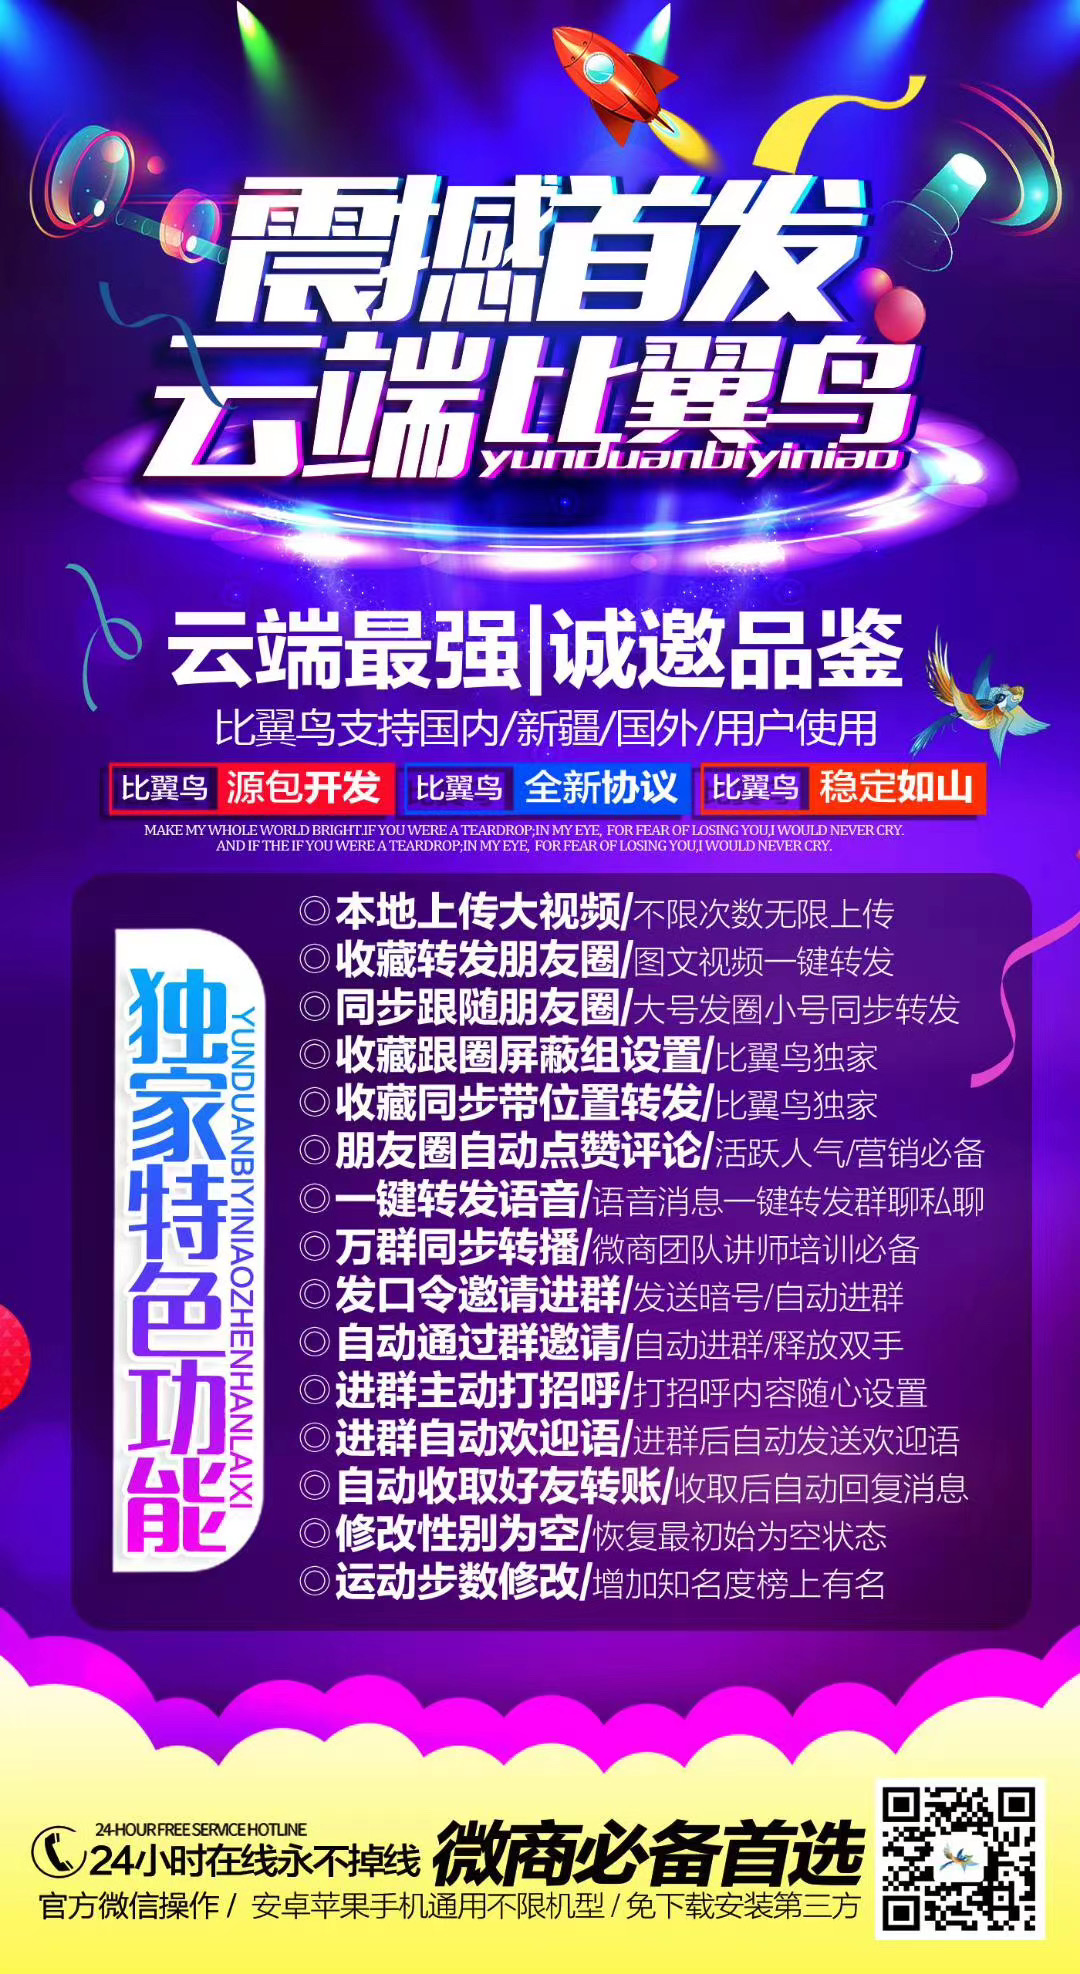 震撼首发
云端比翼鸟
yunduanbiyiniao
云端最强|诚邀品鉴
比翼鸟支持国内/新疆/国外/用户使用
比翼鸟 源包开发 比翼鸟 全新协议 比翼鸟 稳定如山
MAKE MY WHOLE WORLD BRIGHT.IF YOU WERE A TEARDROP;IN MY EYE, FOR FEAR OF LOSING YOU,I WOULD NEVER CRY.
AND IF THE IF YOU WERE A TEARDROP;IN MY EYE, FOR FEAR OF LOSING YOU,I WOULD NEVER CRY.
独家特色功能
YUNDUANBIYINIAOZHENHANLAIXI
◎本地上传大视频/不限次数无限上传
◎收藏转发朋友圈/图文视频一键转发
◎同步跟随朋友圈/大号发圈小号同步转发
◎收藏跟圈屏蔽组设置/比翼鸟独家
◎收藏同步带位置转发/比翼鸟独家
◎朋友圈自动点赞评论/活跃人气/营销必备
◎一键转发语音/语音消息一键转发群聊私聊
◎万群同步转播/微商团队讲师培训必备
◎发口令邀请进群/发送暗号/自动进群
◎自动通过群邀请/自动进群/释放双手
◎进群主动打招呼/打招呼内容随心设置
◎进群自动欢迎语/进群后自动发送欢迎语
◎自动收取好友转账/收取后自动回复消息
◎修改性别为空/恢复最初始为空状态
◎运动步数修改/增加知名度榜上有名
24-HOUR FREE SERVICE HOTLINE
24小时在线永不掉线
微商必备首选
官方微信操作 / 安卓苹果手机通用不限机型 / 免下载安装第三方